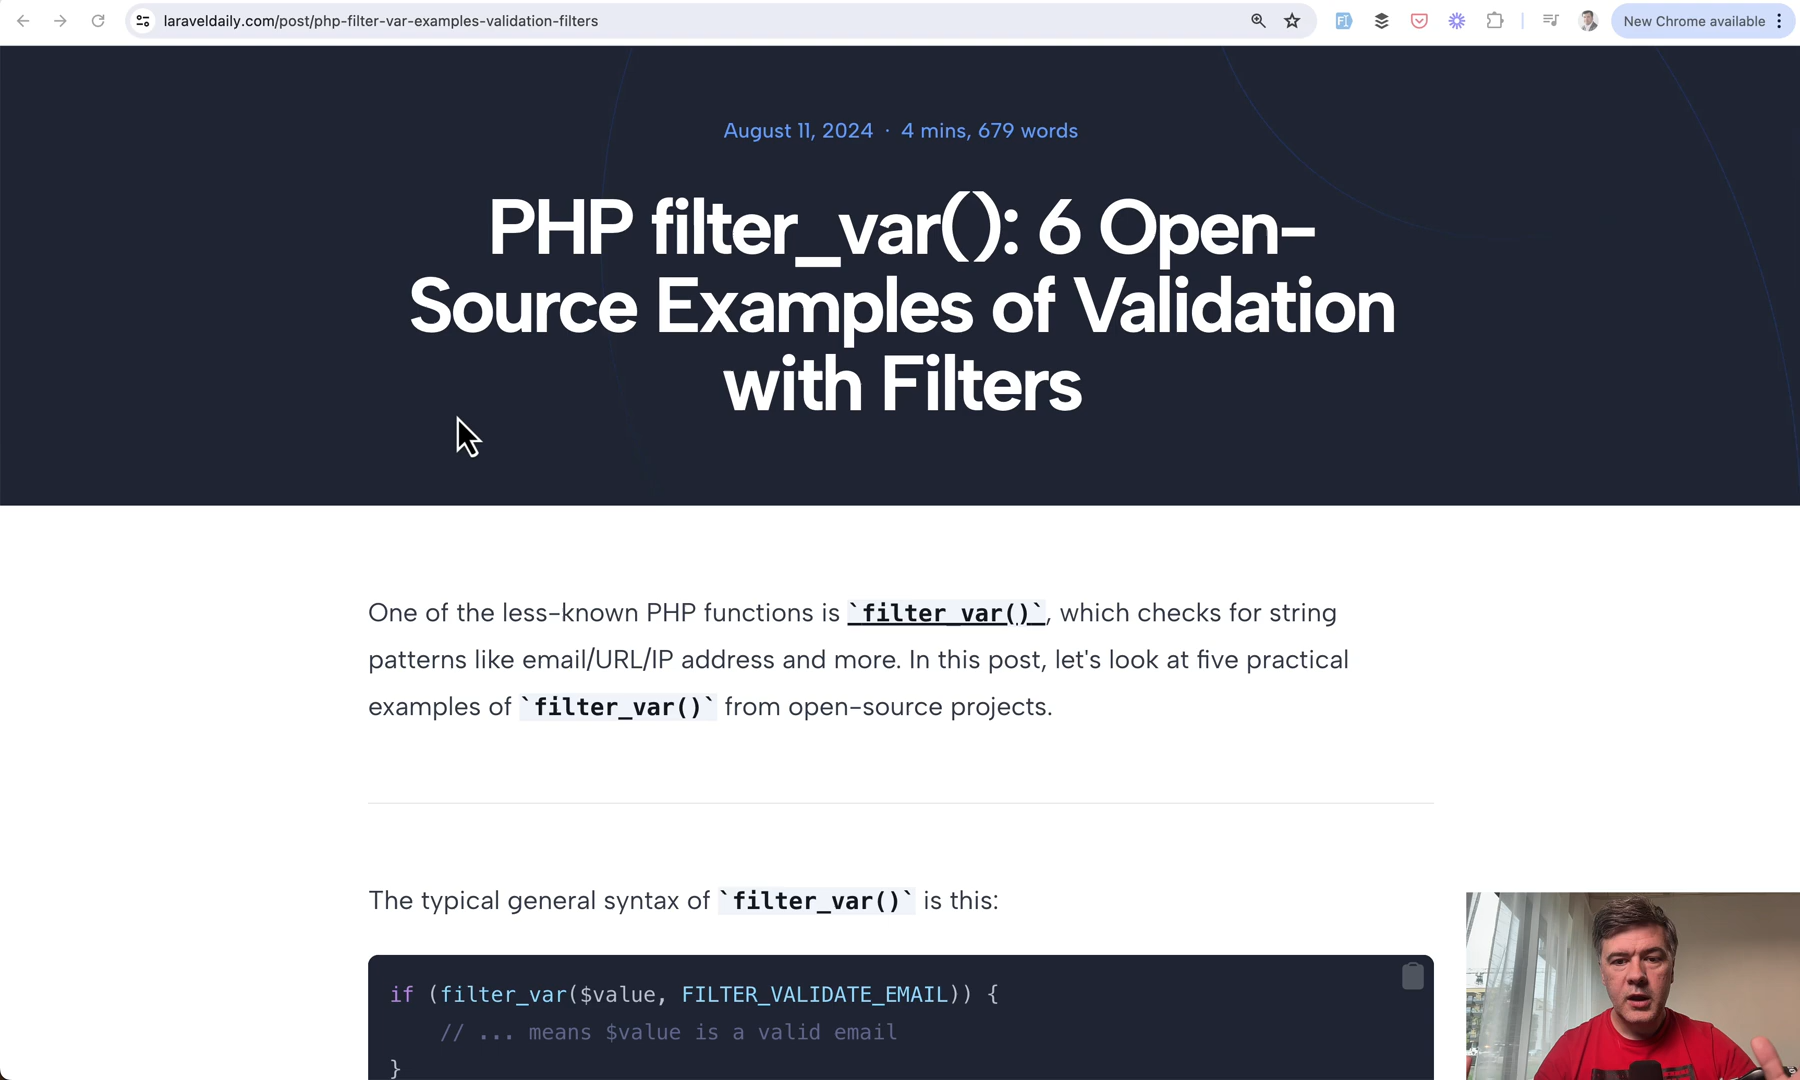 laraveldaily.com/post/php-filter-var-examples-validation-filters
New Chrome available
August 11, 2024 · 4 mins, 679 words
PHP filter_var(): 6 Open-
Source Examples of Validation
with Filters
One of the less-known PHP functions is `filter_var()`, which checks for string
patterns like email/URL/IP address and more. In this post, let's look at five practical
examples of `filter_var()` from open-source projects.
The typical general syntax of `filter_var()` is this:
if (filter_var($value, FILTER_VALIDATE_EMAIL)) {
    // ... means $value is a valid email
}